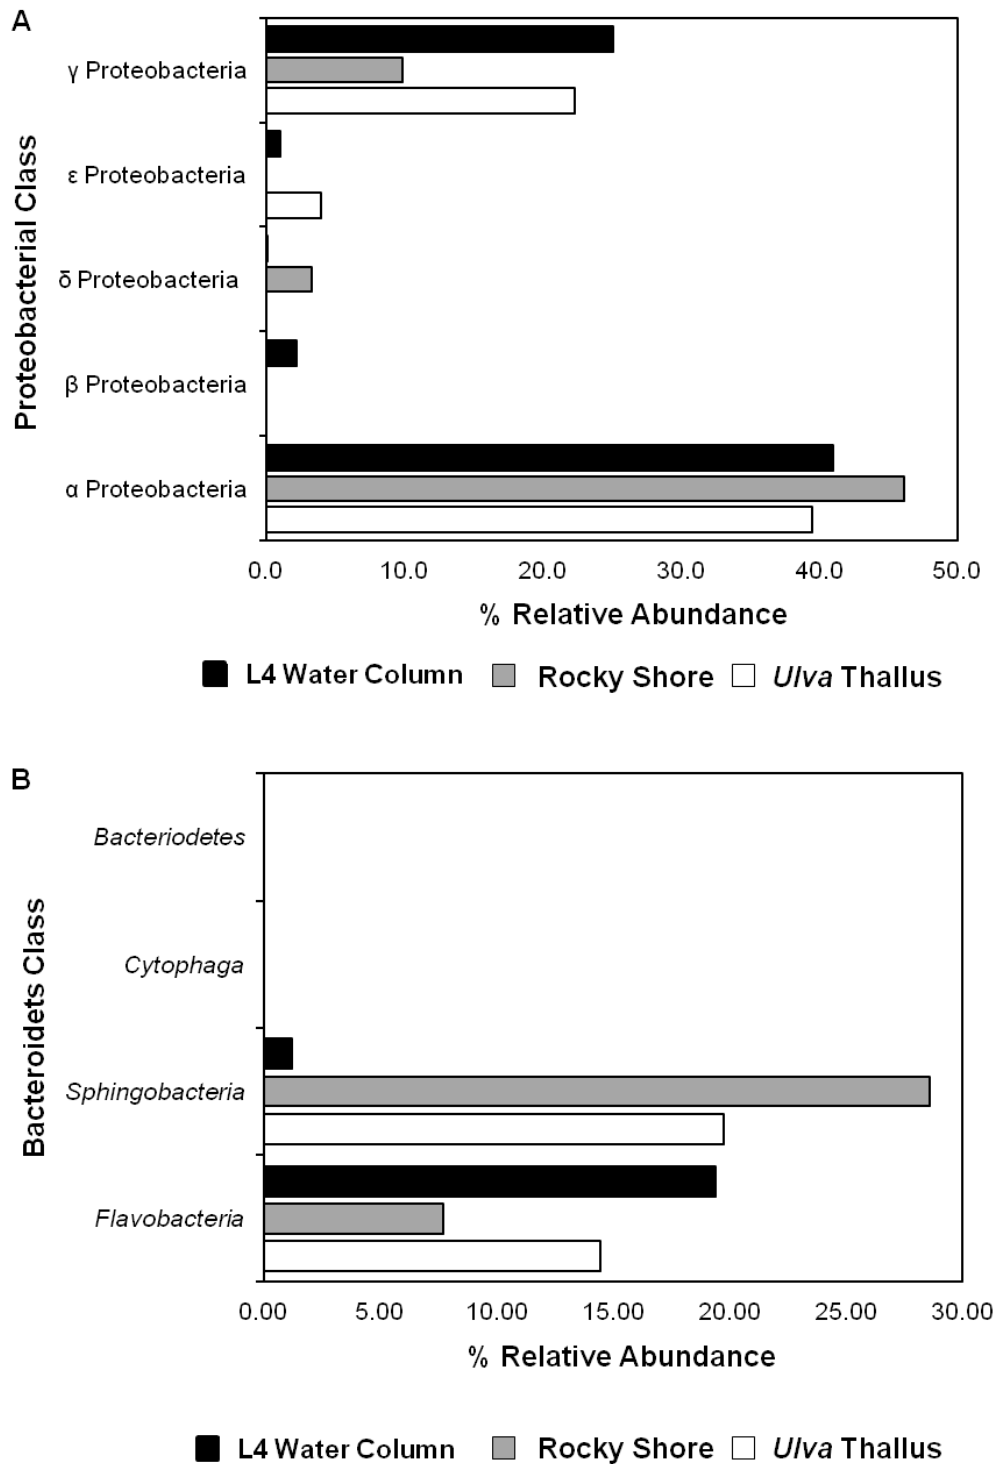 A
Proteobacterial Class
γ Proteobacteria
ε Proteobacteria
δ Proteobacteria
β Proteobacteria
α Proteobacteria
0.0 10.0 20.0 30.0 40.0 50.0
% Relative Abundance
L4 Water Column Rocky Shore Ulva Thallus
B
Bacteroidets Class
Bacteriodetes
Cytophaga
Sphingobacteria
Flavobacteria
0.00 5.00 10.00 15.00 20.00 25.00 30.00
% Relative Abundance
L4 Water Column Rocky Shore Ulva Thallus